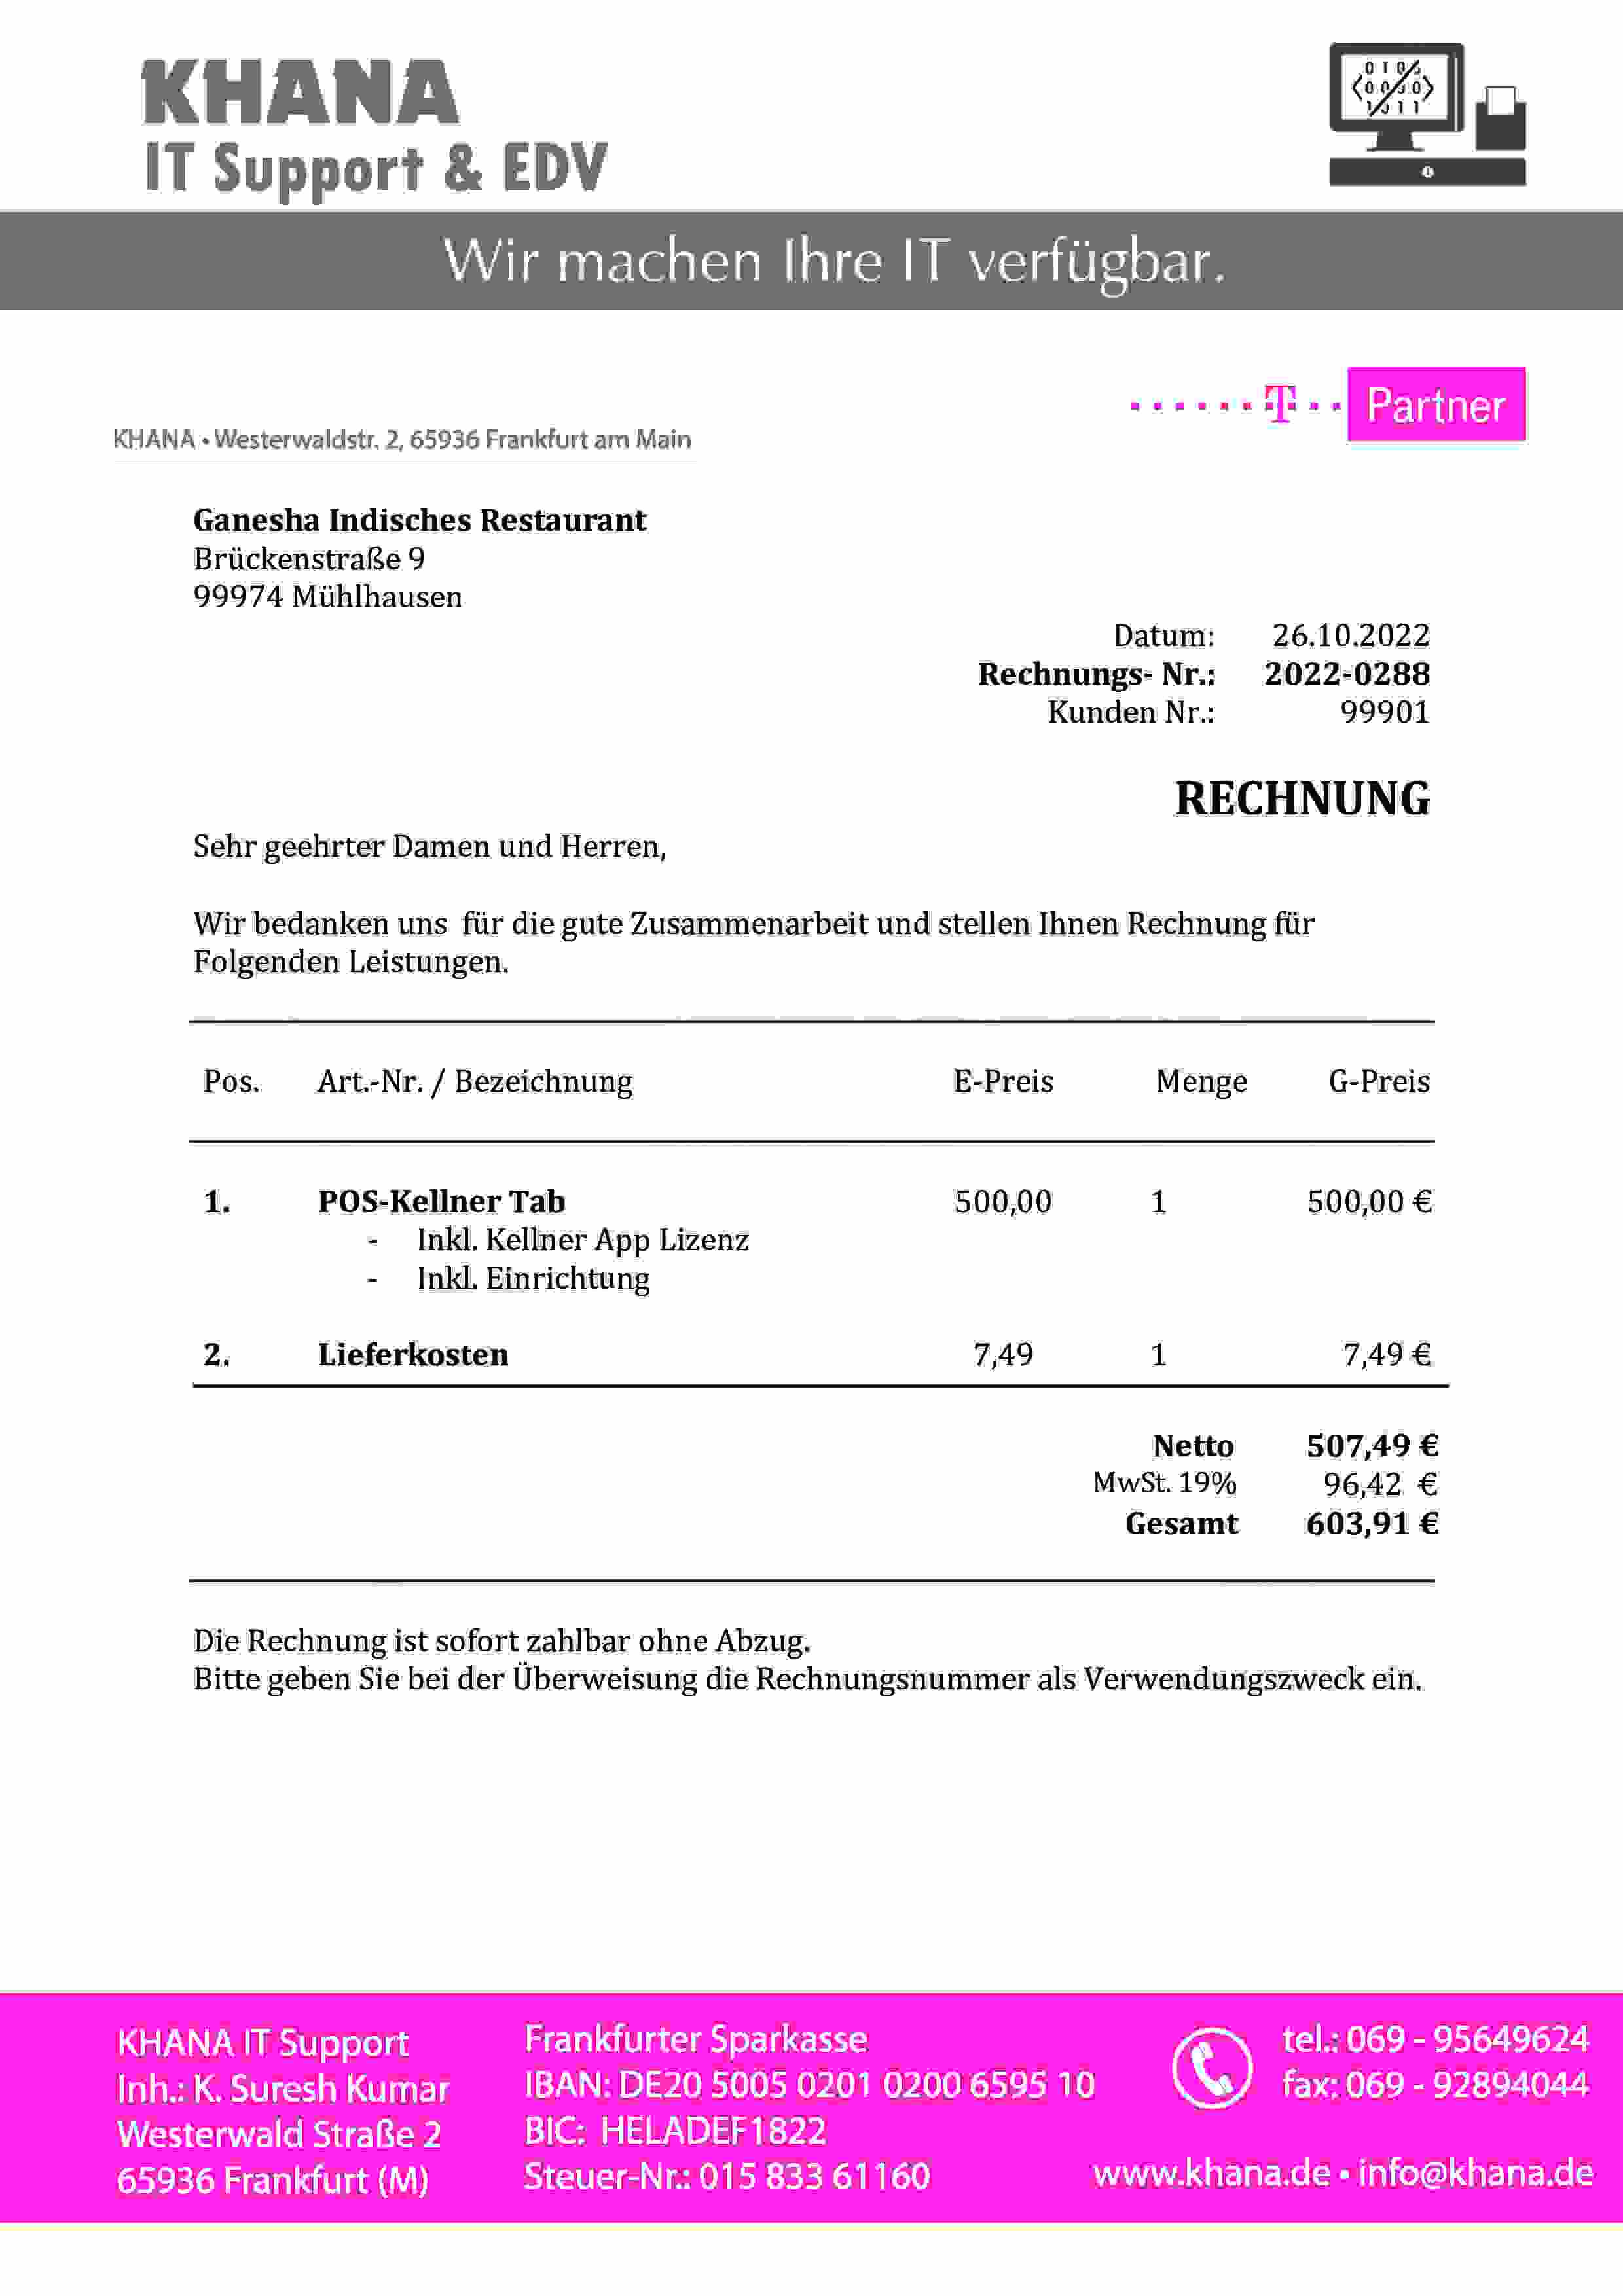 KHANA
IT Support & EDV
Wir machen Ihre IT verfügbar.
T Partner
KHANA • Westerwaldstr. 2, 65936 Frankfurt am Main
Ganesha Indisches Restaurant
Brückenstraße 9
99974 Mühlhausen
Datum: 26.10.2022
Rechnungs- Nr.: 2022-0288
Kunden Nr.: 99901
RECHNUNG
Sehr geehrter Damen und Herren,
Wir bedanken uns für die gute Zusammenarbeit und stellen Ihnen Rechnung für
Folgenden Leistungen.
Pos. Art.-Nr. / Bezeichnung E-Preis Menge G-Preis
1. POS-Kellner Tab 500,00 1 500,00 €
- Inkl. Kellner App Lizenz
- Inkl. Einrichtung
2. Lieferkosten 7,49 1 7,49 €
Netto 507,49 €
MwSt. 19% 96,42 €
Gesamt 603,91 €
Die Rechnung ist sofort zahlbar ohne Abzug.
Bitte geben Sie bei der Überweisung die Rechnungsnummer als Verwendungszweck ein.
KHANA IT Support
Inh.: K. Suresh Kumar
Westerwald Straße 2
65936 Frankfurt (M)
Frankfurter Sparkasse
IBAN: DE20 5005 0201 0200 6595 10
BIC: HELADEF1822
Steuer-Nr.: 015 833 61160
tel.: 069 - 95649624
fax: 069 - 92894044
www.khana.de • info@khana.de